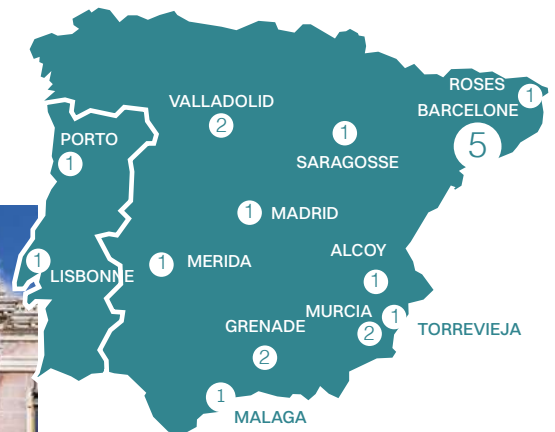 ROSES
1
BARCELONE
5
VALLADOLID
2
1
SARAGOSSE
PORTO
1
1
MADRID
1
LISBONNE
1
MERIDA
ALCOY
1
MURCIA
2
1
TORREVIEJA
GRENADE
2
1
MALAGA